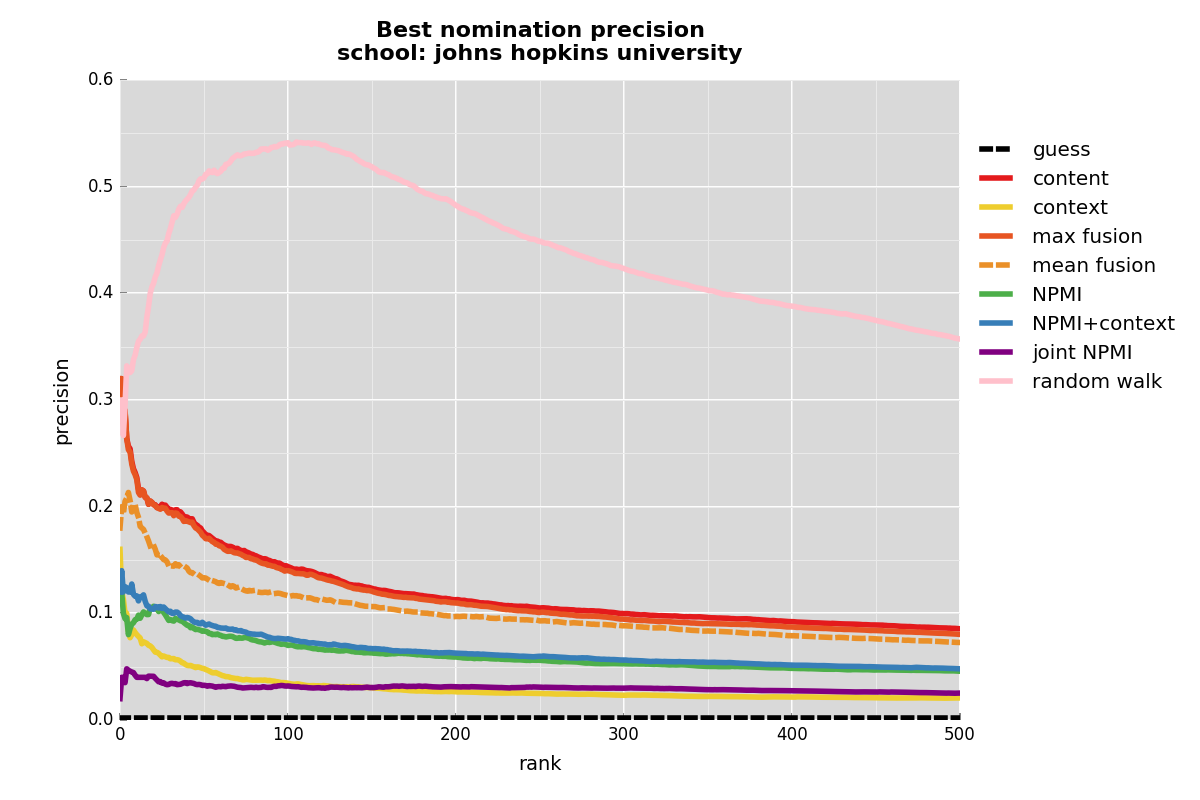 Best nomination precision
school: johns hopkins university
precision
0.6
0.5
0.4
0.3
0.2
0.1
0.0
0 100 200 300 400 500
rank
guess
content
context
max fusion
mean fusion
NPMI
NPMI+context
joint NPMI
random walk